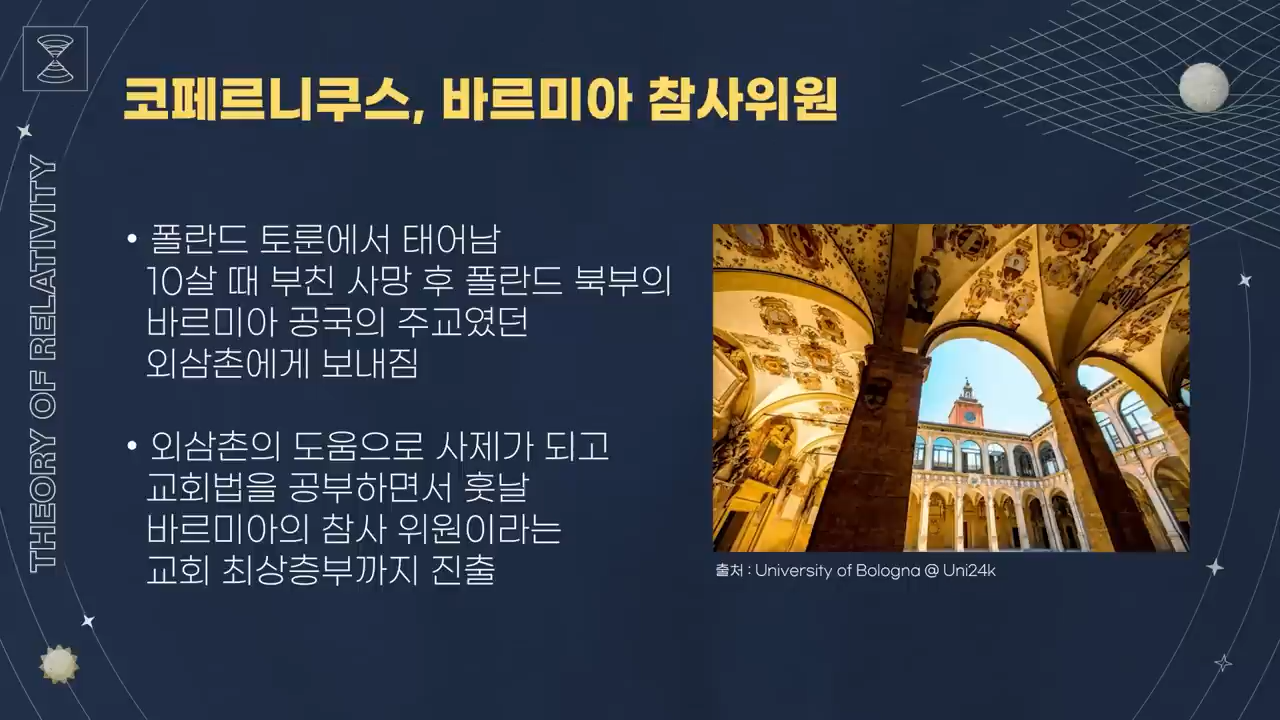 코페르니쿠스, 바르미아 참사위원
THEORY OF RELATIVITY
• 폴란드 토룬에서 태어남
10살 때 부친 사망 후 폴란드 북부의
바르미아 공국의 주교였던
외삼촌에게 보내짐
• 외삼촌의 도움으로 사제가 되고
교회법을 공부하면서 훗날
바르미아의 참사 위원이라는
교회 최상층부까지 진출
출처 : University of Bologna @ Uni24k